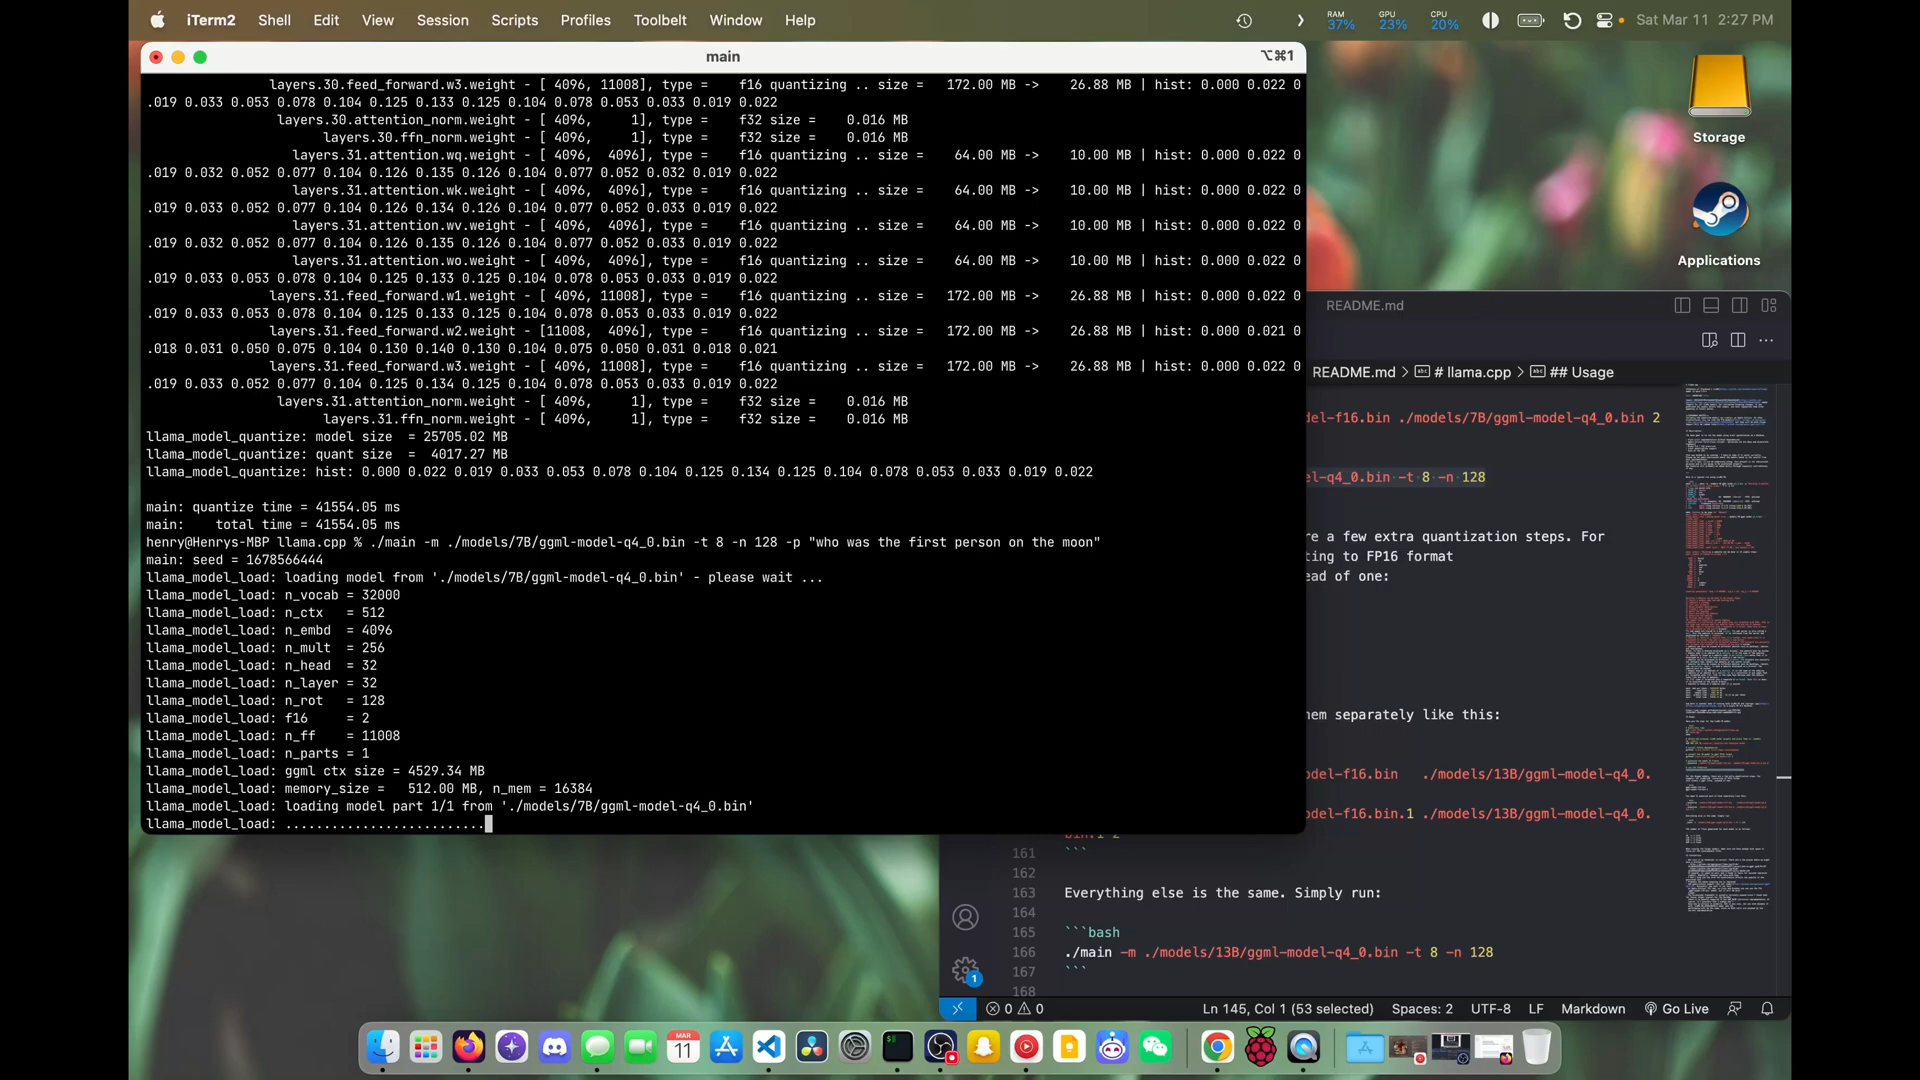 iTerm2 Shell Edit View Session Scripts Profiles Toolbelt Window Help
RAM 37% GPU 23% CPU 20% Sat Mar 11 2:27 PM
main
⌥⌘1
layers.30.feed_forward.w3.weight - [ 4096, 11008], type =    f16 quantizing .. size =   172.00 MB ->    26.88 MB | hist: 0.000 0.022 0
.019 0.033 0.053 0.078 0.104 0.125 0.133 0.125 0.104 0.078 0.053 0.033 0.019 0.022
layers.30.attention_norm.weight - [ 4096,     1], type =    f32 size =    0.016 MB
layers.30.ffn_norm.weight - [ 4096,     1], type =    f32 size =    0.016 MB
layers.31.attention.wq.weight - [ 4096,  4096], type =    f16 quantizing .. size =    64.00 MB ->    10.00 MB | hist: 0.000 0.022 0
.019 0.032 0.052 0.077 0.104 0.126 0.135 0.126 0.104 0.077 0.052 0.032 0.019 0.022
layers.31.attention.wk.weight - [ 4096,  4096], type =    f16 quantizing .. size =    64.00 MB ->    10.00 MB | hist: 0.000 0.022 0
.019 0.033 0.052 0.077 0.104 0.126 0.134 0.126 0.104 0.077 0.052 0.033 0.019 0.022
layers.31.attention.wv.weight - [ 4096,  4096], type =    f16 quantizing .. size =    64.00 MB ->    10.00 MB | hist: 0.000 0.022 0
.019 0.032 0.052 0.077 0.104 0.126 0.135 0.126 0.104 0.077 0.052 0.033 0.019 0.022
layers.31.attention.wo.weight - [ 4096,  4096], type =    f16 quantizing .. size =    64.00 MB ->    10.00 MB | hist: 0.000 0.022 0
.019 0.033 0.053 0.078 0.104 0.125 0.133 0.125 0.104 0.078 0.053 0.033 0.019 0.022
layers.31.feed_forward.w1.weight - [ 4096, 11008], type =    f16 quantizing .. size =   172.00 MB ->    26.88 MB | hist: 0.000 0.022 0
.019 0.033 0.053 0.078 0.104 0.125 0.133 0.125 0.104 0.078 0.053 0.033 0.019 0.022
layers.31.feed_forward.w2.weight - [11008,  4096], type =    f16 quantizing .. size =   172.00 MB ->    26.88 MB | hist: 0.000 0.021 0
.018 0.031 0.050 0.075 0.104 0.130 0.140 0.130 0.104 0.075 0.050 0.031 0.018 0.021
layers.31.feed_forward.w3.weight - [ 4096, 11008], type =    f16 quantizing .. size =   172.00 MB ->    26.88 MB | hist: 0.000 0.022 0
.019 0.033 0.052 0.077 0.104 0.125 0.134 0.125 0.104 0.078 0.053 0.033 0.019 0.022
layers.31.attention_norm.weight - [ 4096,     1], type =    f32 size =    0.016 MB
layers.31.ffn_norm.weight - [ 4096,     1], type =    f32 size =    0.016 MB
llama_model_quantize: model size  = 25705.02 MB
llama_model_quantize: quant size  =  4017.27 MB
llama_model_quantize: hist: 0.000 0.022 0.019 0.033 0.053 0.078 0.104 0.125 0.134 0.125 0.104 0.078 0.053 0.033 0.019 0.022
main: quantize time = 41554.05 ms
main:    total time = 41554.05 ms
henry@Henrys-MBP llama.cpp % ./main -m ./models/7B/ggml-model-q4_0.bin -t 8 -n 128 -p "who was the first person on the moon"
main: seed = 1678566444
llama_model_load: loading model from './models/7B/ggml-model-q4_0.bin' - please wait ...
llama_model_load: n_vocab = 32000
llama_model_load: n_ctx   = 512
llama_model_load: n_embd  = 4096
llama_model_load: n_mult  = 256
llama_model_load: n_head  = 32
llama_model_load: n_layer = 32
llama_model_load: n_rot   = 128
llama_model_load: f16     = 2
llama_model_load: n_ff    = 11008
llama_model_load: n_parts = 1
llama_model_load: ggml ctx size = 4529.34 MB
llama_model_load: memory_size =   512.00 MB, n_mem = 16384
llama_model_load: loading model part 1/1 from './models/7B/ggml-model-q4_0.bin'
llama_model_load: ..........................
Storage
Applications
README.md
README.md > # llama.cpp > ## Usage
del-f16.bin ./models/7B/ggml-model-q4_0.bin 2
el-q4_0.bin -t 8 -n 128
re a few extra quantization steps. For
ting to FP16 format
ead of one:
hem separately like this:
odel-f16.bin   ./models/13B/ggml-model-q4_0.
odel-f16.bin.1 ./models/13B/ggml-model-q4_0.
bin.1 2
161 ```
162
163 Everything else is the same. Simply run:
164
165 ```bash
166 ./main -m ./models/13B/ggml-model-q4_0.bin -t 8 -n 128
167 ```
168
1
0 0 Ln 145, Col 1 (53 selected) Spaces: 2 UTF-8 LF Markdown Go Live
MAR
11